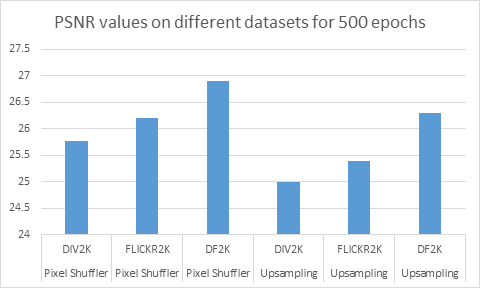 PSNR values on different datasets for 500 epochs
27.5
27
26.5
26
25.5
25
24.5
24
DIV2K FLICKR2K DF2K DIV2K FLICKR2K DF2K
Pixel Shuffler Pixel Shuffler Pixel Shuffler Upsampling Upsampling Upsampling